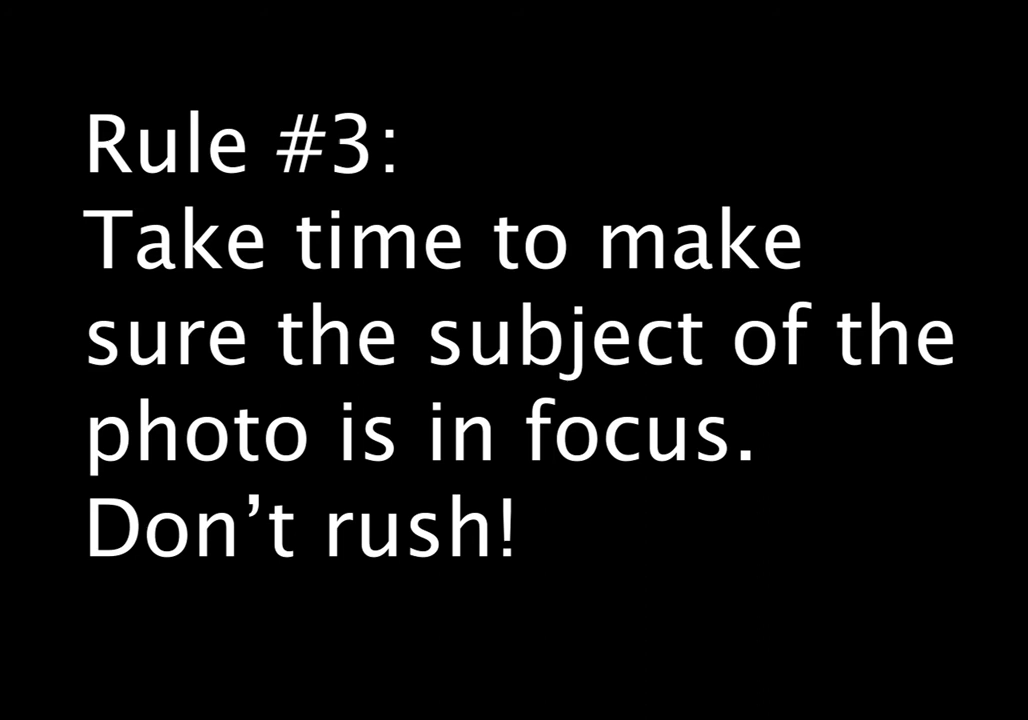 Rule #3:
Take time to make
sure the subject of the
photo is in focus.
Don’t rush!